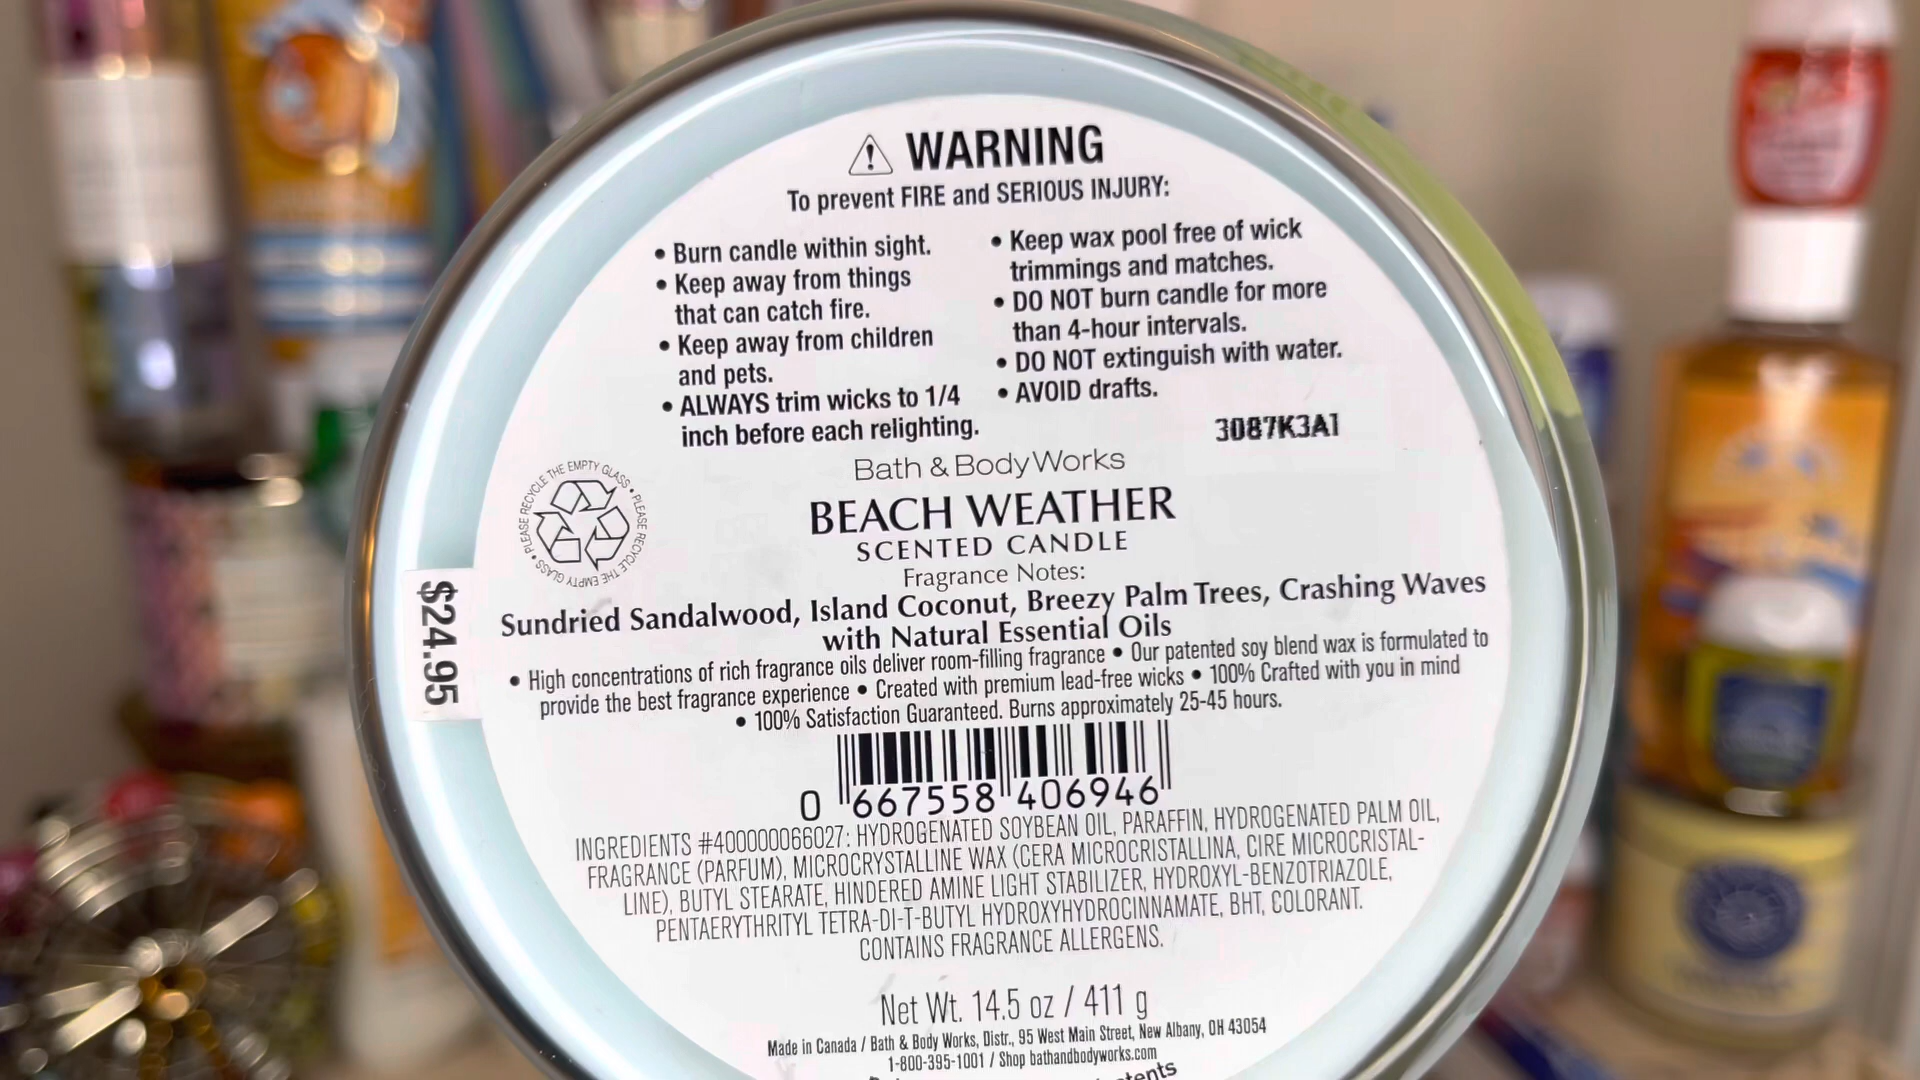 WARNING
To prevent FIRE and SERIOUS INJURY:
• Burn candle within sight.
• Keep away from things
that can catch fire.
• Keep away from children
and pets.
• ALWAYS trim wicks to 1/4
inch before each relighting.
• Keep wax pool free of wick
trimmings and matches.
• DO NOT burn candle for more
than 4-hour intervals.
• DO NOT extinguish with water.
• AVOID drafts.
3087K3A1
PLEASE RECYCLE THE EMPTY GLASS • PLEASE RECYCLE THE EMPTY GLASS •
Bath & Body Works
BEACH WEATHER
SCENTED CANDLE
Fragrance Notes:
Sundried Sandalwood, Island Coconut, Breezy Palm Trees, Crashing Waves
with Natural Essential Oils
• High concentrations of rich fragrance oils deliver room-filling fragrance • Our patented soy blend wax is formulated to
provide the best fragrance experience • Created with premium lead-free wicks • 100% Crafted with you in mind
• 100% Satisfaction Guaranteed. Burns approximately 25-45 hours.
$24.95
0 667558 406946
INGREDIENTS #400000066027: HYDROGENATED SOYBEAN OIL, PARAFFIN, HYDROGENATED PALM OIL,
FRAGRANCE (PARFUM), MICROCRYSTALLINE WAX (CERA MICROCRISTALLINA, CIRE MICROCRISTAL-
LINE), BUTYL STEARATE, HINDERED AMINE LIGHT STABILIZER, HYDROXYL-BENZOTRIAZOLE,
PENTAERYTHRITYL TETRA-DI-T-BUTYL HYDROXYHYDROCINNAMATE, BHT, COLORANT.
CONTAINS FRAGRANCE ALLERGENS.
Net Wt. 14.5 oz / 411 g
Made in Canada / Bath & Body Works, Distr., 95 West Main Street, New Albany, OH 43054
1-800-395-1001 / Shop bathandbodyworks.com